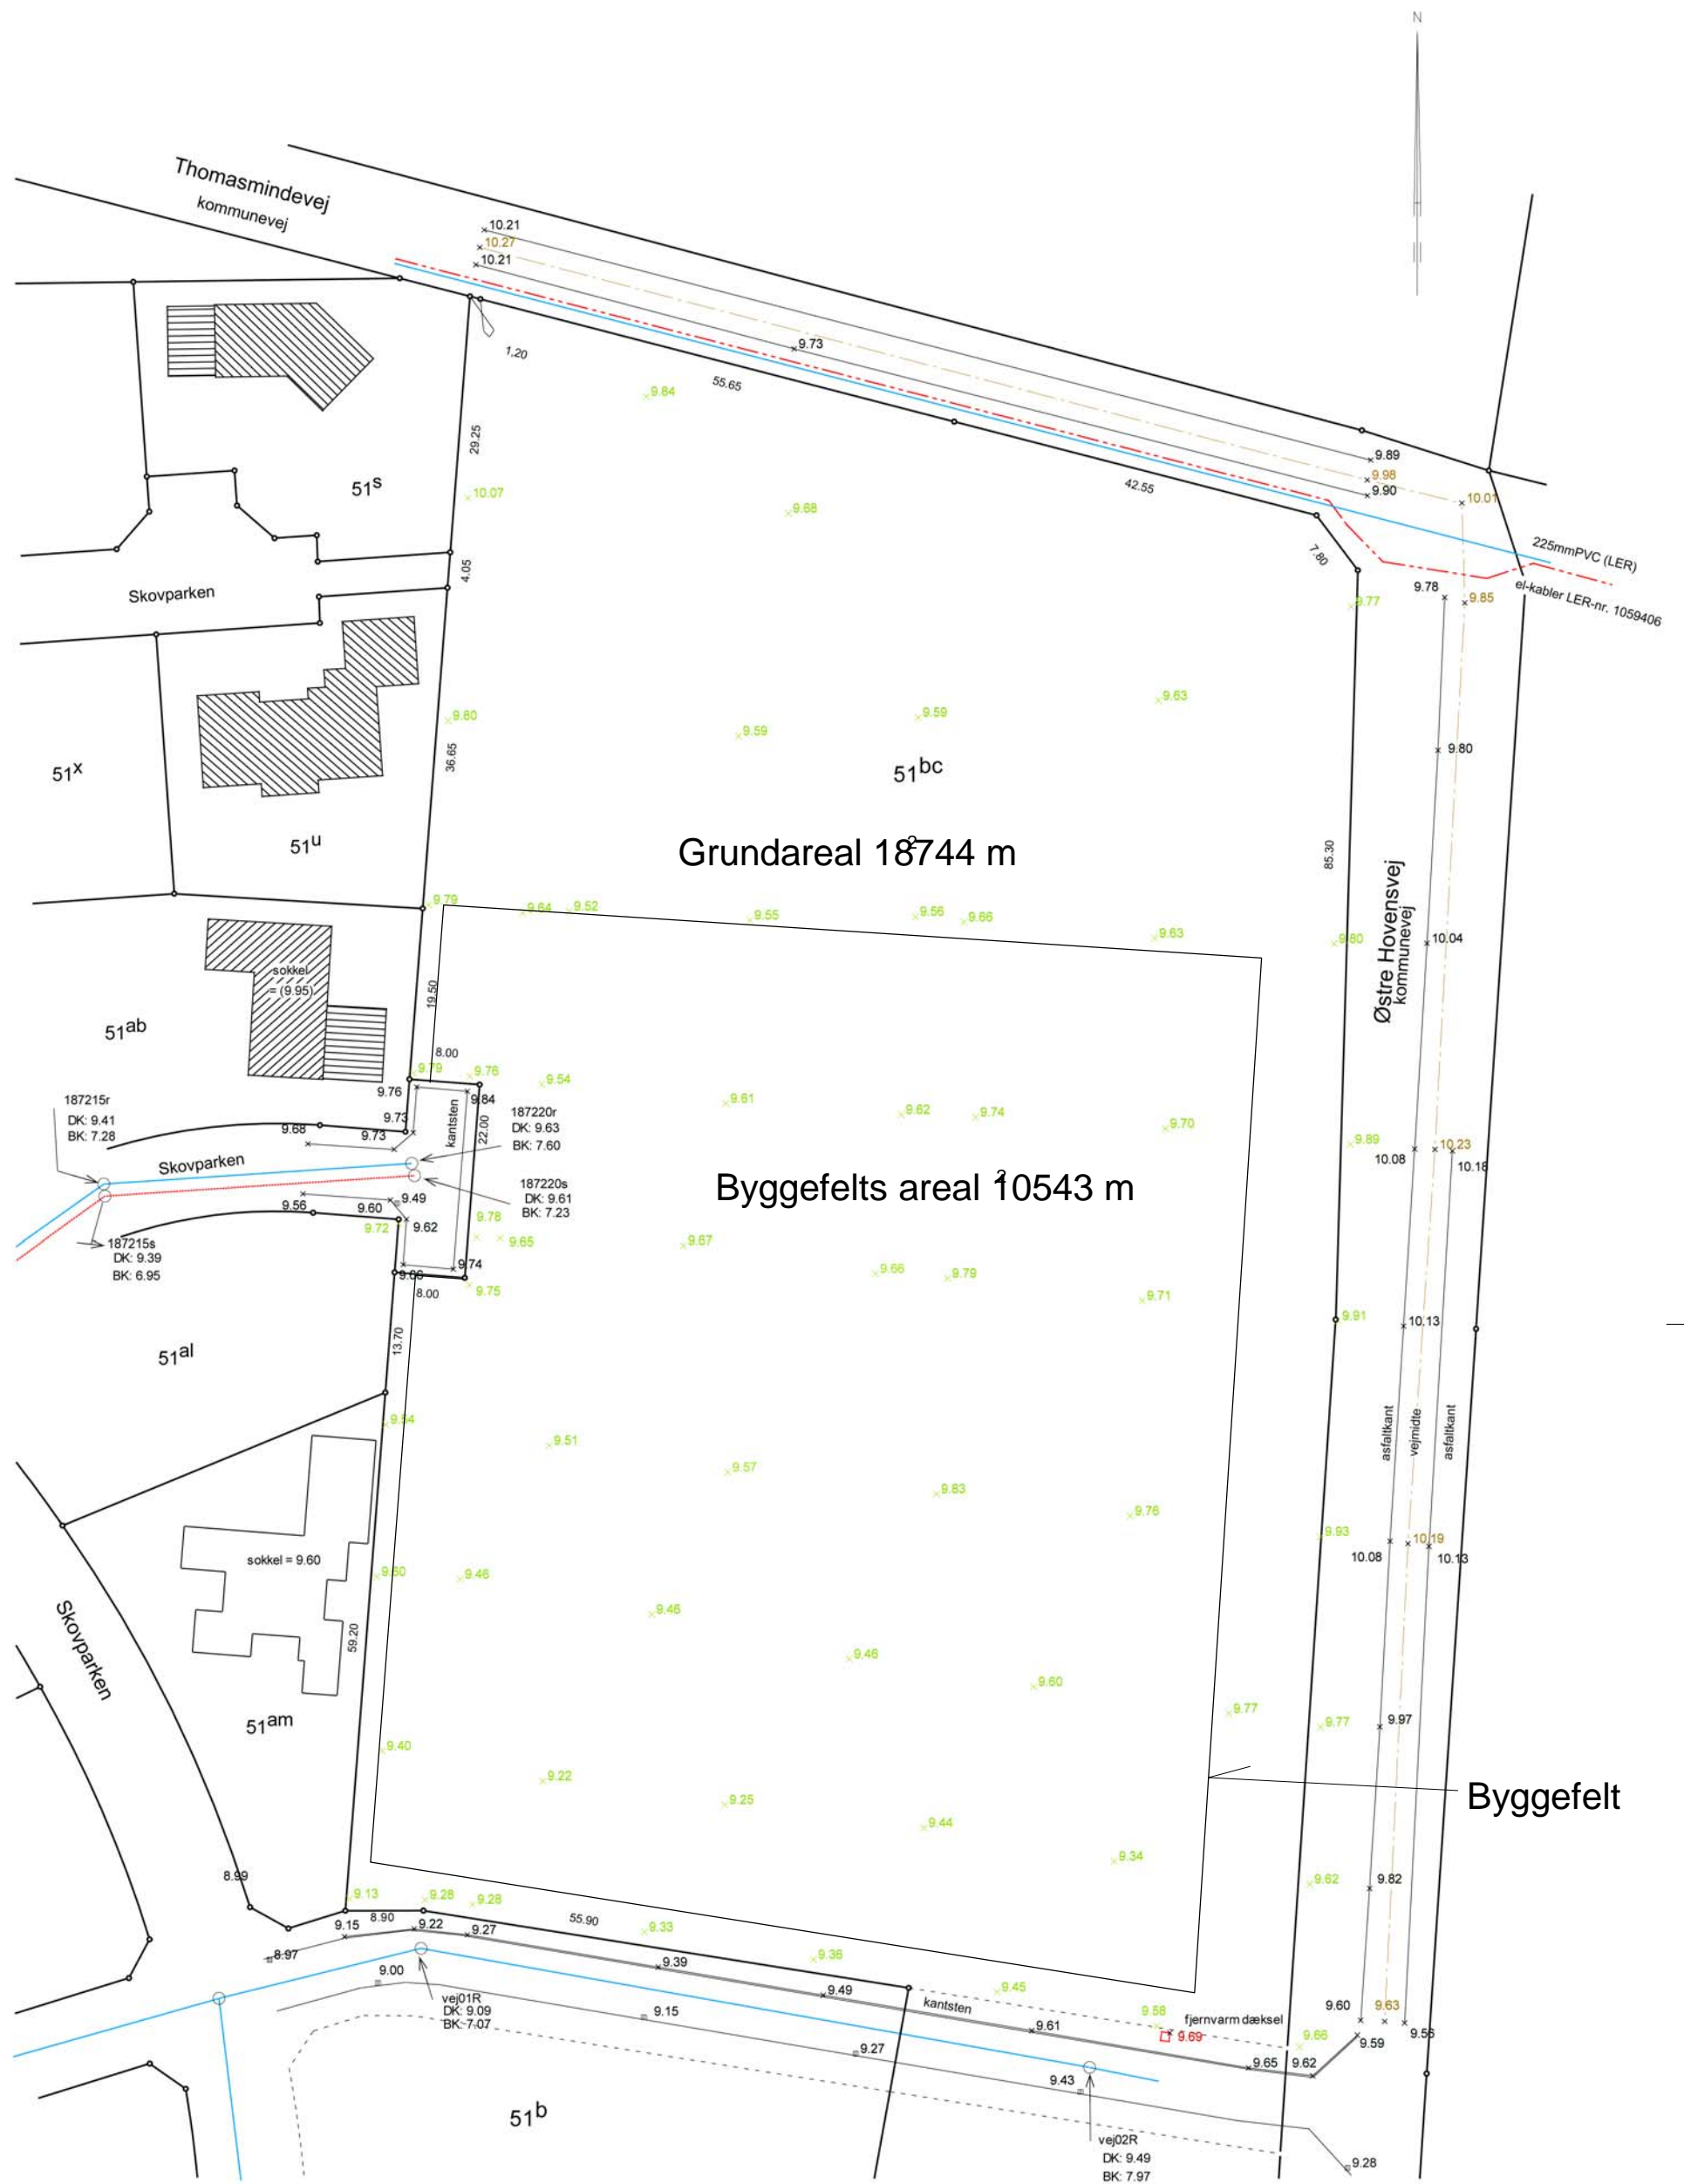 N
Thomasmindevej
kommunevej
10.21
10.27
10.21
9.73
1.20
55.65
9.84
29.25
9.89
9.98
9.90
10.01
42.55
51s
10.07
9.68
7.80
225mmPVC (LER)
el-kabler LER-nr. 1059406
4.05
Skovparken
9.77
9.78
9.85
9.63
9.80
9.59
9.59
36.65
9.80
51x
51bc
51u
Grundareal 18744 m2
85.30
Østre Hovensvej
kommunevej
9.79
9.64
9.52
9.55
9.56
9.66
9.63
9.80
10.04
sokkel
= (9.95)
19.50
51ab
8.00
9.79
9.76
9.54
9.76
9.84
187215r
DK: 9.41
BK: 7.28
9.68
9.73
9.73
kantsten
22.00
187220r
DK: 9.63
BK: 7.60
9.61
9.62
9.74
9.70
9.89
10.08
10.23
10.18
Skovparken
187220s
DK: 9.61
BK: 7.23
Byggefelts areal 10543 m2
9.56
9.60
9.49
9.72
9.62
9.78
9.65
9.67
187215s
DK: 9.39
BK: 6.95
9.74
8.00
9.75
9.66
9.79
9.71
9.91
10.13
13.70
51al
9.54
9.51
9.57
9.83
9.76
asfaltkant
vejmidte
asfaltkant
9.93
10.08
10.19
10.13
sokkel = 9.60
9.60
9.46
9.46
9.46
9.60
Skovparken
59.20
51am
9.77
9.77
9.97
9.40
9.22
9.25
9.44
9.34
Byggefelt
8.99
9.62
9.82
9.13
9.28
9.28
9.15
8.90
9.22
9.27
55.90
9.33
9.36
8.97
9.00
9.39
9.49
9.45
kantsten
9.61
9.58
9.69
fjernvarm dæksel
9.60
9.63
9.56
9.66
9.59
vej01R
DK: 9.09
BK: 7.07
9.15
9.27
9.65
9.62
9.43
51b
vej02R
DK: 9.49
BK: 7.97
9.28